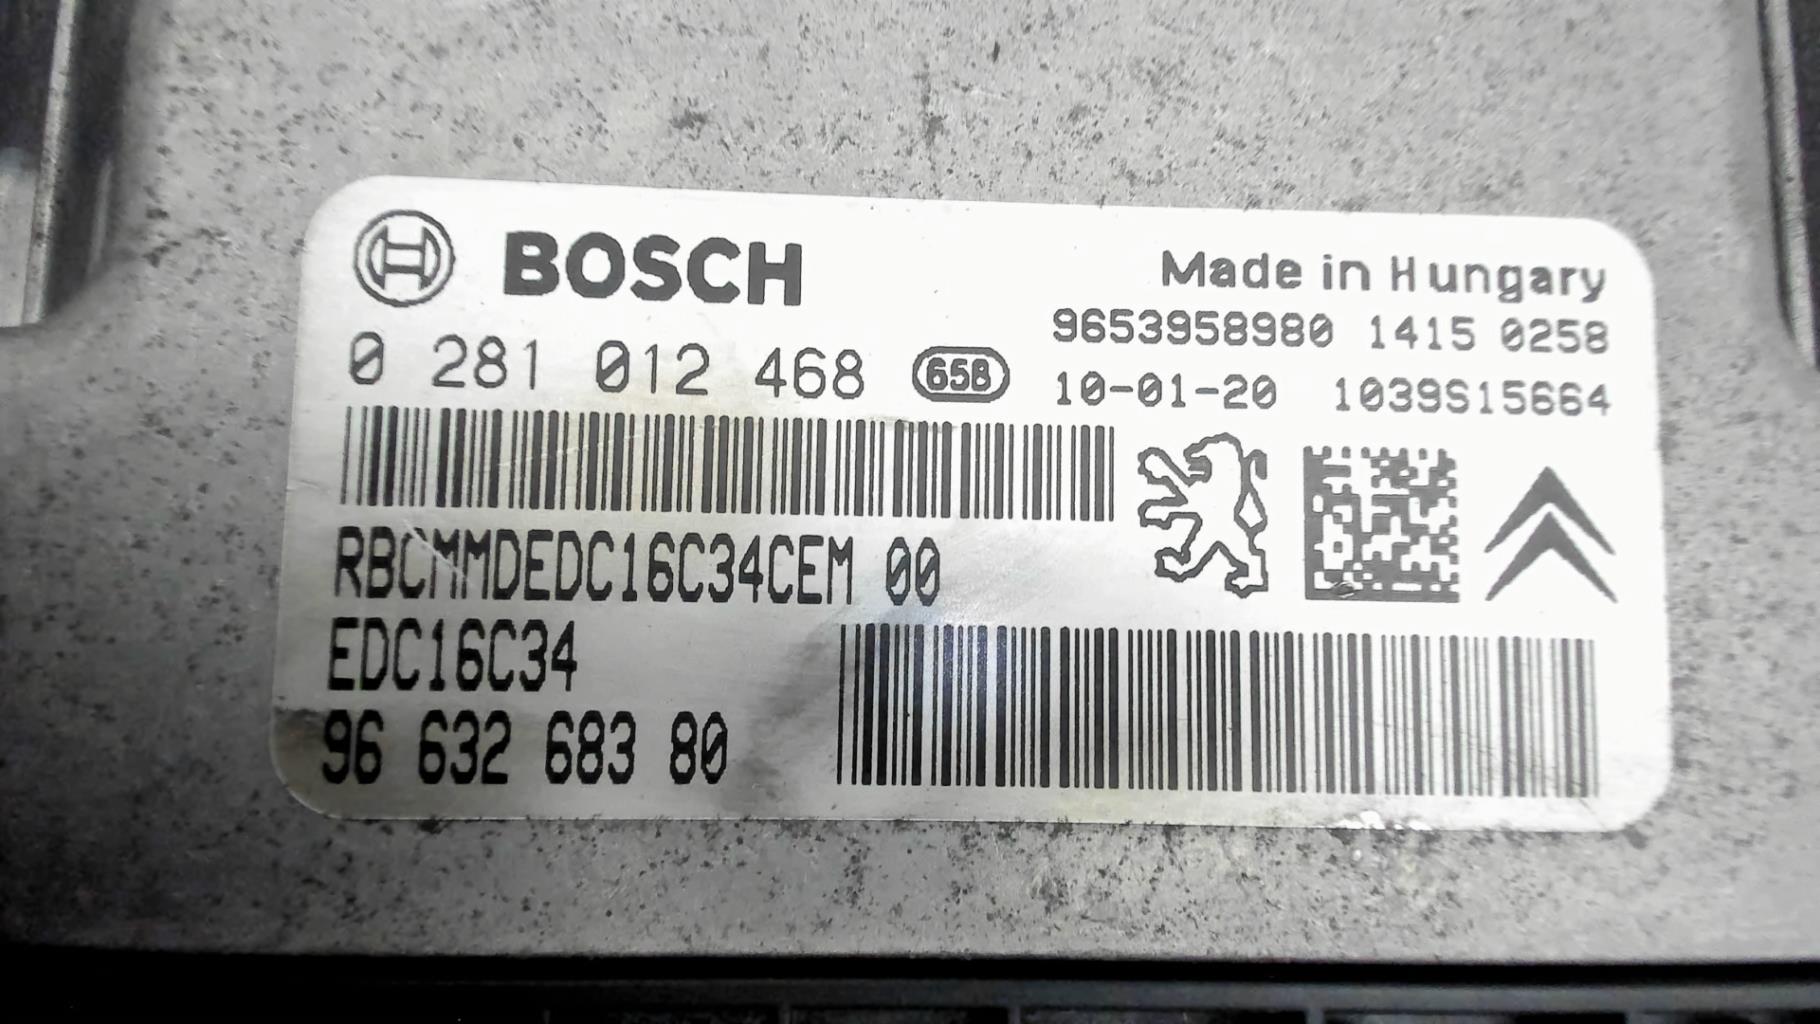 BOSCH
Made in Hungary
9653958980 1415 0258
0 281 012 468 658
10-01-20 1039S15664
RBCMMDEDC16C34CEM 00
EDC16C34
96 632 683 80